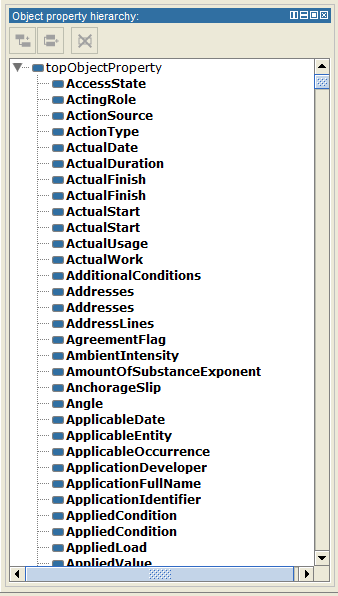 Object property hierarchy:
topObjectProperty
AccessState
ActingRole
ActionSource
ActionType
ActualDate
ActualDuration
ActualFinish
ActualFinish
ActualStart
ActualStart
ActualUsage
ActualWork
AdditionalConditions
Addresses
Addresses
AddressLines
AgreementFlag
AmbientIntensity
AmountOfSubstanceExponent
AnchorageSlip
Angle
ApplicableDate
ApplicableEntity
ApplicableOccurrence
ApplicationDeveloper
ApplicationFullName
ApplicationIdentifier
AppliedCondition
AppliedCondition
AppliedLoad
AppliedValue